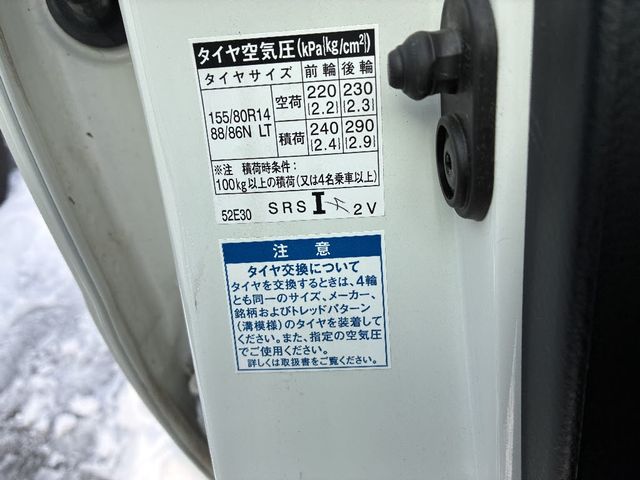 タイヤ空気圧(kPa{kg/cm²})
タイヤサイズ 前輪 後輪
155/80R14 88/86N LT 空荷 220{2.2} 230{2.3}
積荷 240{2.4} 290{2.9}
※注 積荷時条件:
100kg以上の積荷(又は4名乗車以上)
52E30 SRS I 2V
注意
タイヤ交換について
タイヤを交換するときは、4輪
とも同一のサイズ、メーカー、
銘柄およびトレッドパターン
(溝模様)のタイヤを装着して
ください。また、指定の空気圧
でご使用ください。
詳しくは取扱書をご覧ください。